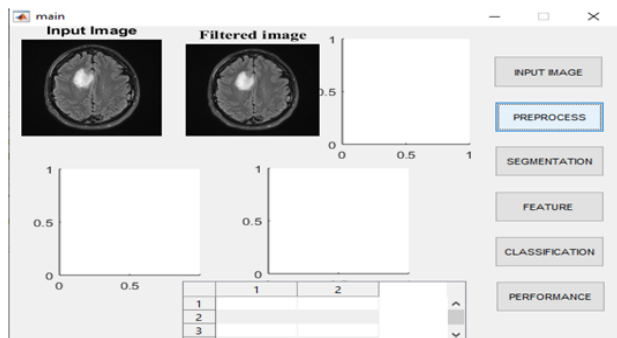 main
Input Image
Filtered image
1
0.5
0
0 0.5 1
INPUT IMAGE
PREPROCESS
SEGMENTATION
FEATURE
CLASSIFICATION
PERFORMANCE
1
0.5
0
0 0.5
1
0.5
0
1 2
1
2
3